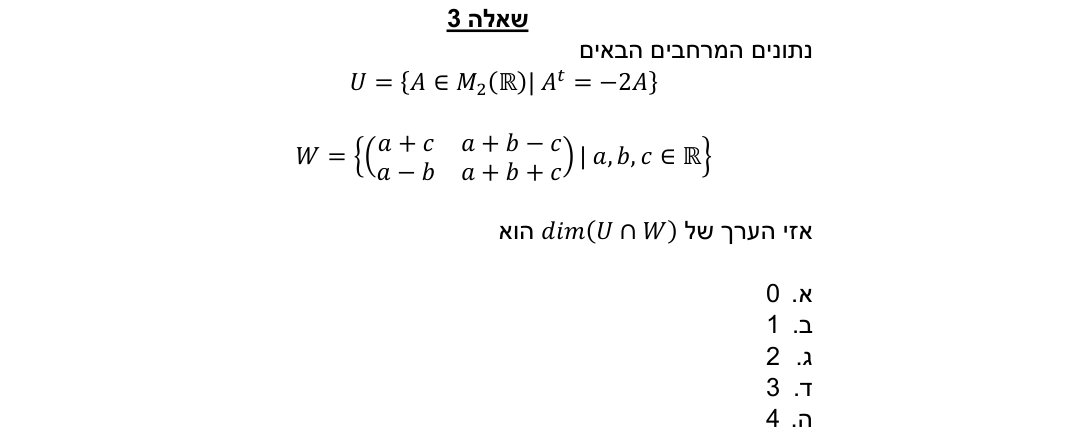 שאלה 3
נתונים המרחבים הבאים
U = {A ∈ M₂(ℝ)| Aᵗ = −2A}
W = {(a + c   a + b − c
a − b   a + b + c) | a, b, c ∈ ℝ}
אזי הערך של dim(U ∩ W) הוא
א. 0
ב. 1
ג. 2
ד. 3
ה. 4